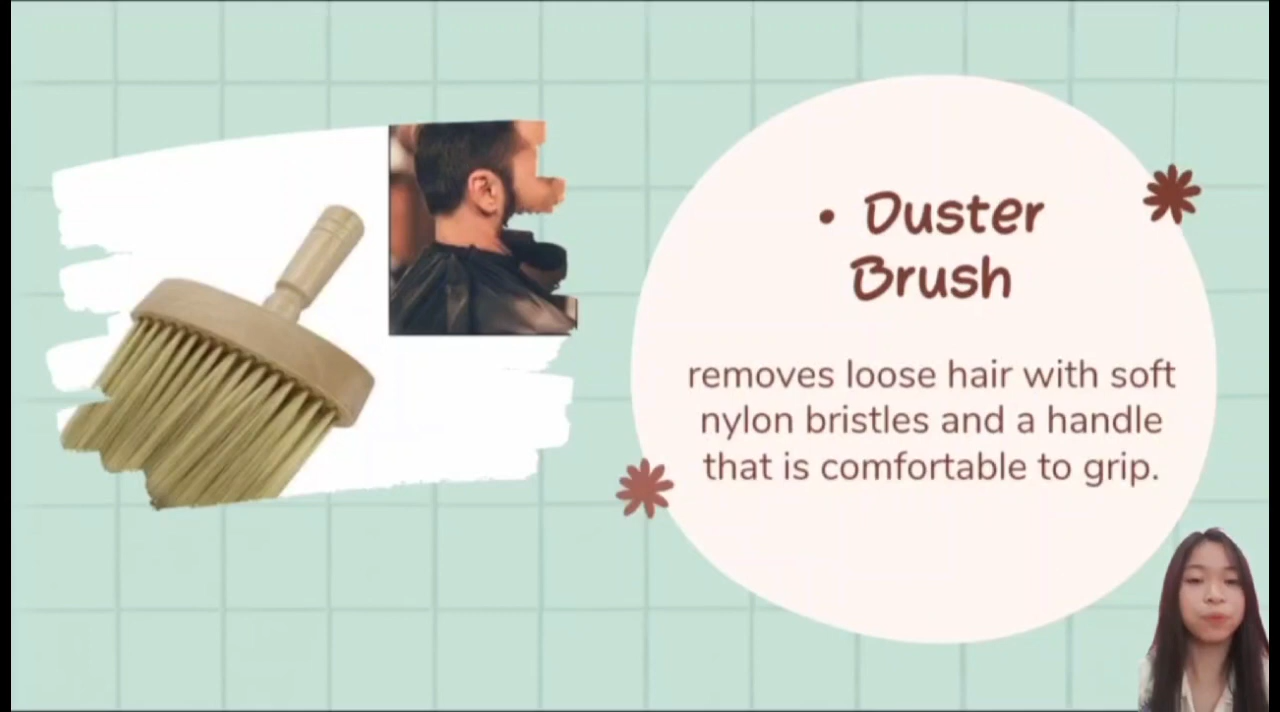 • Duster
Brush
removes loose hair with soft
nylon bristles and a handle
that is comfortable to grip.